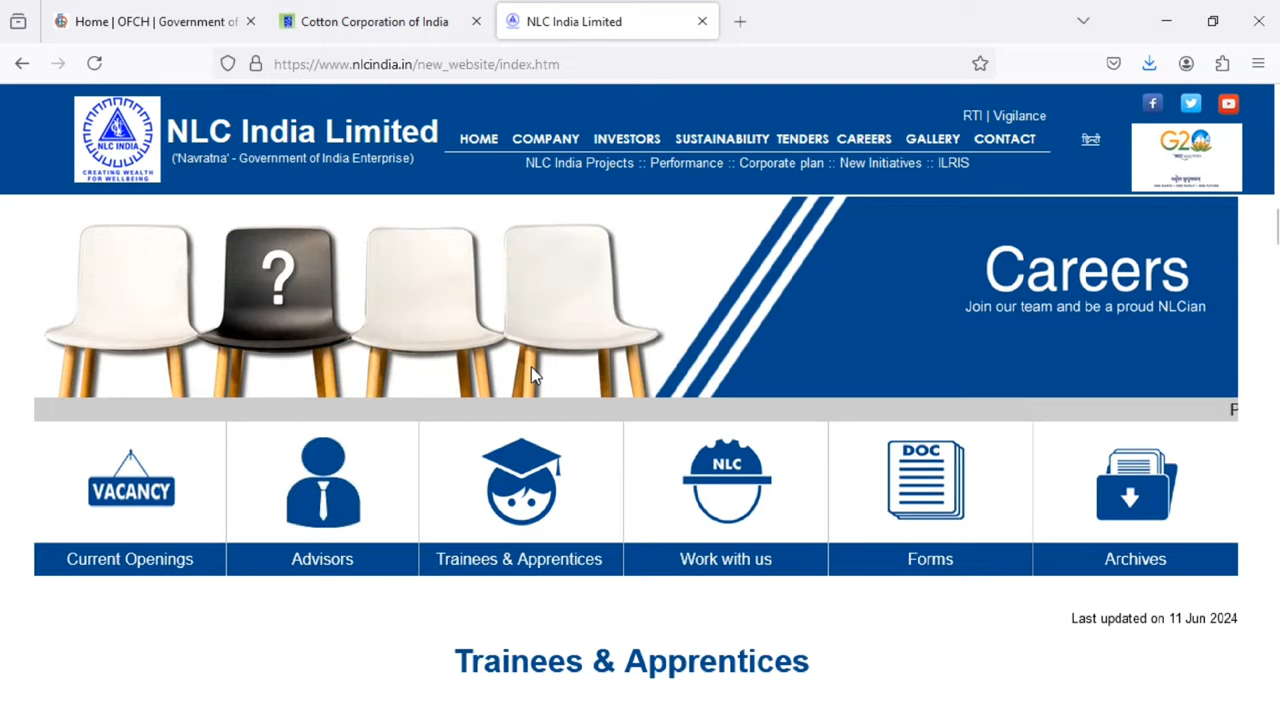 Home | OFCH | Government of
Cotton Corporation of India
NLC India Limited
https://www.nlcindia.in/new_website/index.htm
NLC INDIA
CREATING WEALTH
FOR WELLBEING
NLC India Limited
('Navratna' - Government of India Enterprise)
RTI | Vigilance
HOME COMPANY INVESTORS SUSTAINABILITY TENDERS CAREERS GALLERY CONTACT
NLC India Projects :: Performance :: Corporate plan :: New Initiatives :: ILRIS
हिन्दी
G20
?
Careers
Join our team and be a proud NLCian
VACANCY
NLC
DOC
Current Openings
Advisors
Trainees & Apprentices
Work with us
Forms
Archives
Last updated on 11 Jun 2024
Trainees & Apprentices